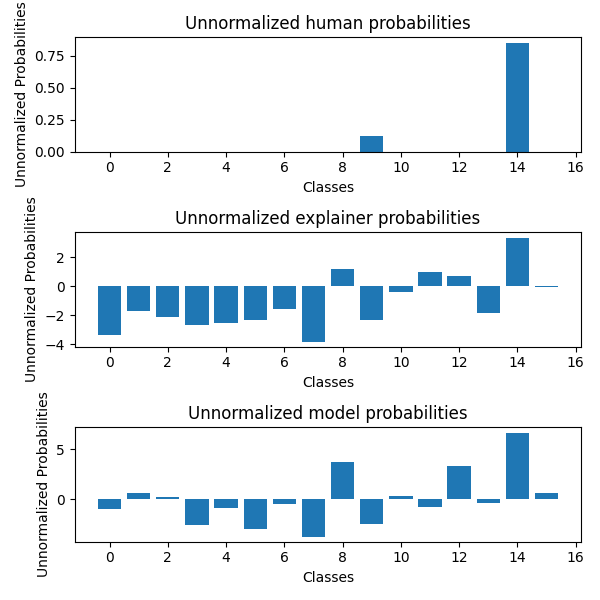 Unnormalized human probabilities
Unnormalized Probabilities
0.75
0.50
0.25
0.00
0 2 4 6 8 10 12 14 16
Classes
Unnormalized explainer probabilities
Unnormalized Probabilities
2
0
−2
−4
0 2 4 6 8 10 12 14 16
Classes
Unnormalized model probabilities
Unnormalized Probabilities
5
0
0 2 4 6 8 10 12 14 16
Classes